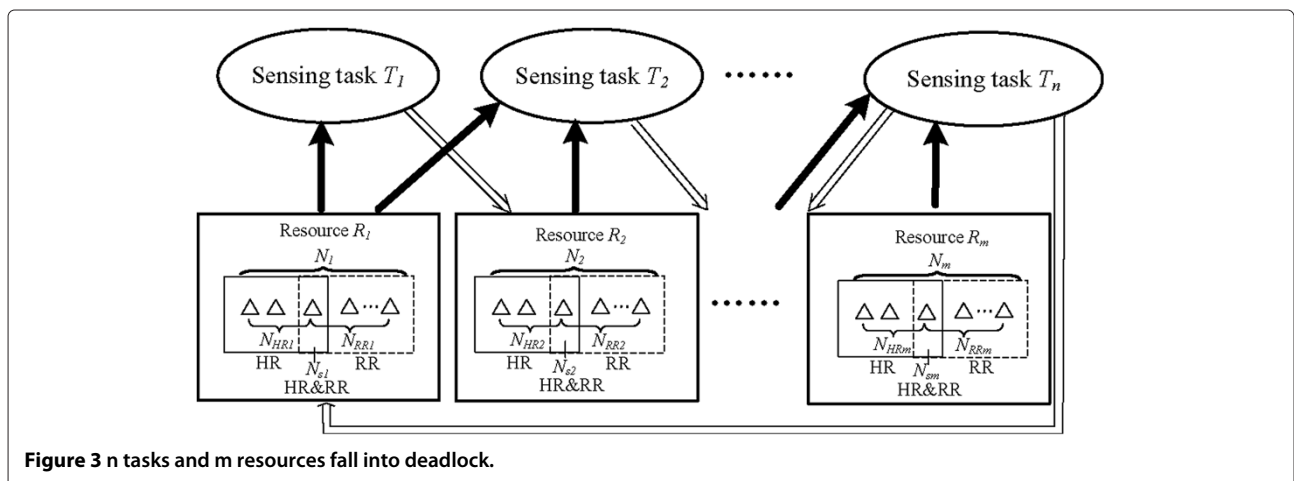 Sensing task T1
Sensing task T2
......
Sensing task Tn
Resource R1
N1
NHR1
NRR1
HR
Ns1
RR
HR&RR
Resource R2
N2
NHR2
NRR2
HR
Ns2
RR
HR&RR
......
Resource Rm
Nm
NHRm
NRRm
HR
Nsm
RR
HR&RR
Figure 3 n tasks and m resources fall into deadlock.